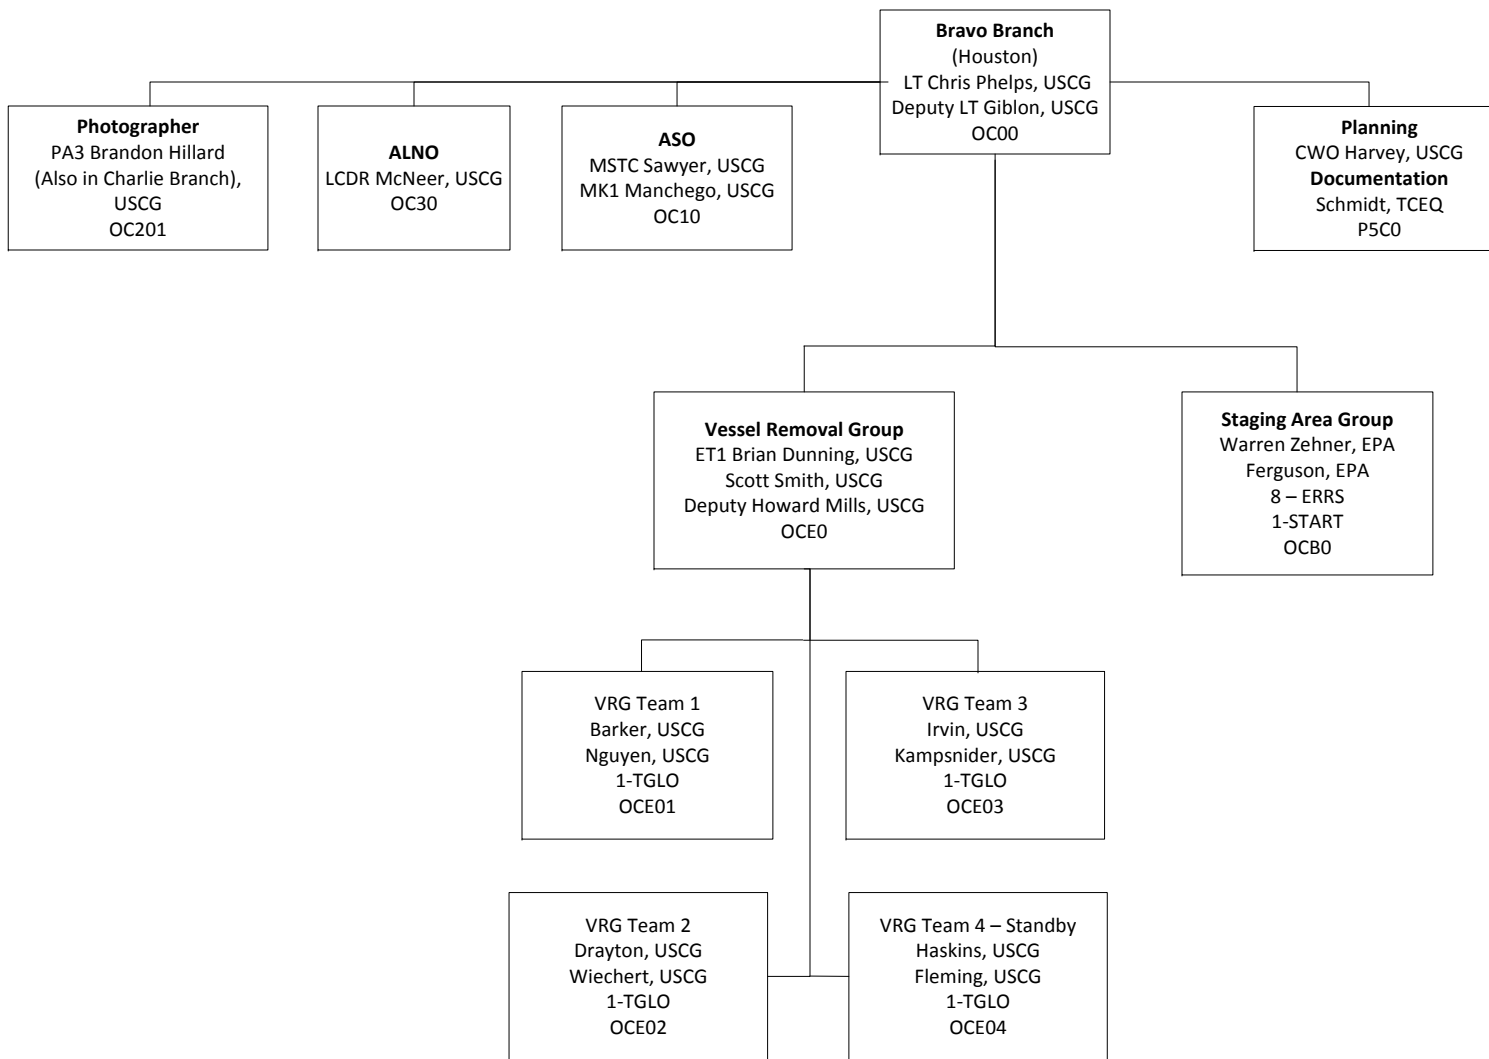 Bravo Branch
(Houston)
LT Chris Phelps, USCG
Deputy LT Giblon, USCG
OC00
Photographer
PA3 Brandon Hillard
(Also in Charlie Branch),
USCG
OC201
ALNO
LCDR McNeer, USCG
OC30
ASO
MSTC Sawyer, USCG
MK1 Manchego, USCG
OC10
Planning
CWO Harvey, USCG
Documentation
Schmidt, TCEQ
P5C0
Vessel Removal Group
ET1 Brian Dunning, USCG
Scott Smith, USCG
Deputy Howard Mills, USCG
OCE0
Staging Area Group
Warren Zehner, EPA
Ferguson, EPA
8 – ERRS
1-START
OCB0
VRG Team 1
Barker, USCG
Nguyen, USCG
1-TGLO
OCE01
VRG Team 3
Irvin, USCG
Kampsnider, USCG
1-TGLO
OCE03
VRG Team 2
Drayton, USCG
Wiechert, USCG
1-TGLO
OCE02
VRG Team 4 – Standby
Haskins, USCG
Fleming, USCG
1-TGLO
OCE04